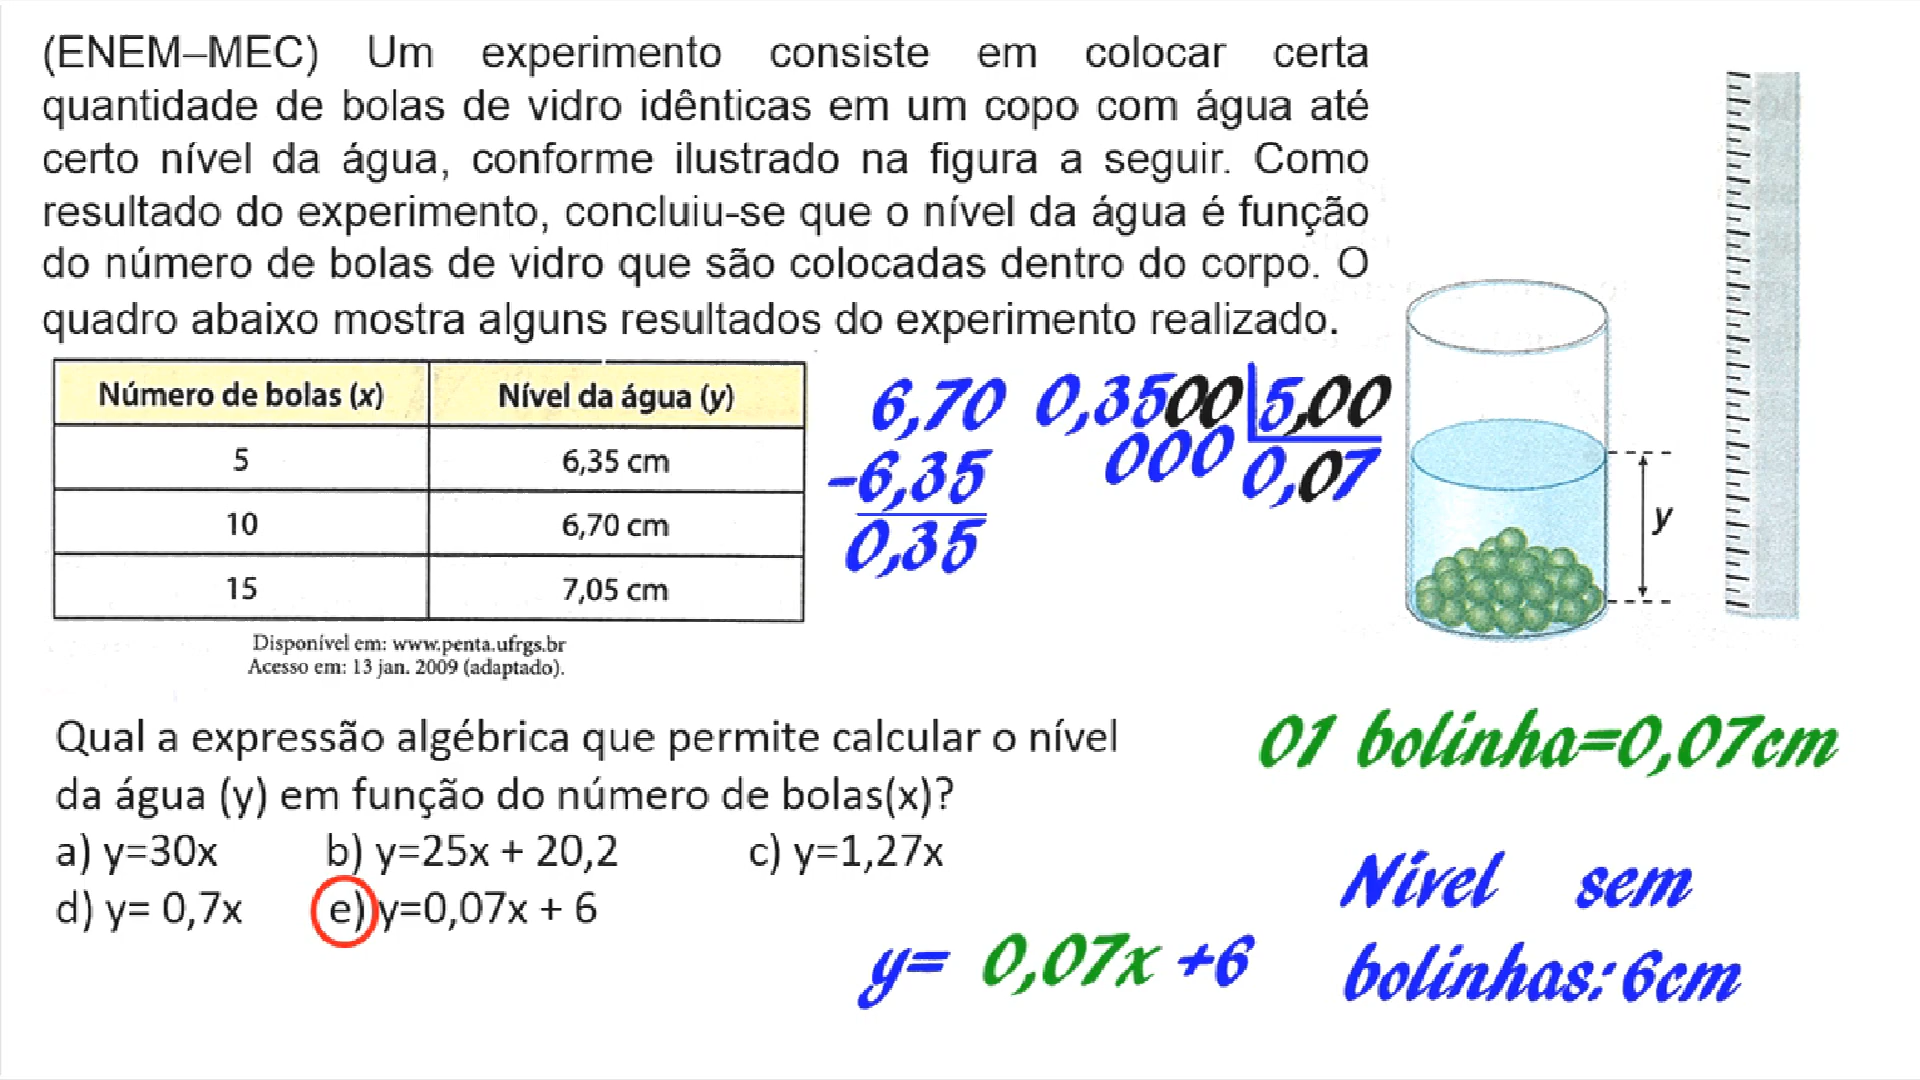 (ENEM–MEC) Um experimento consiste em colocar certa
quantidade de bolas de vidro idênticas em um copo com água até
certo nível da água, conforme ilustrado na figura a seguir. Como
resultado do experimento, concluiu-se que o nível da água é função
do número de bolas de vidro que são colocadas dentro do corpo. O
quadro abaixo mostra alguns resultados do experimento realizado.
Número de bolas (x) Nível da água (y)
5 6,35 cm
10 6,70 cm
15 7,05 cm
Disponível em: www.penta.ufrgs.br
Acesso em: 13 jan. 2009 (adaptado).
6,70
-6,35
0,35
0,3500 5,00
000 0,07
y
Qual a expressão algébrica que permite calcular o nível
da água (y) em função do número de bolas(x)?
a) y=30x b) y=25x + 20,2 c) y=1,27x
d) y= 0,7x e) y=0,07x + 6
01 bolinha=0,07cm
Nível sem
bolinhas: 6cm
y= 0,07x +6